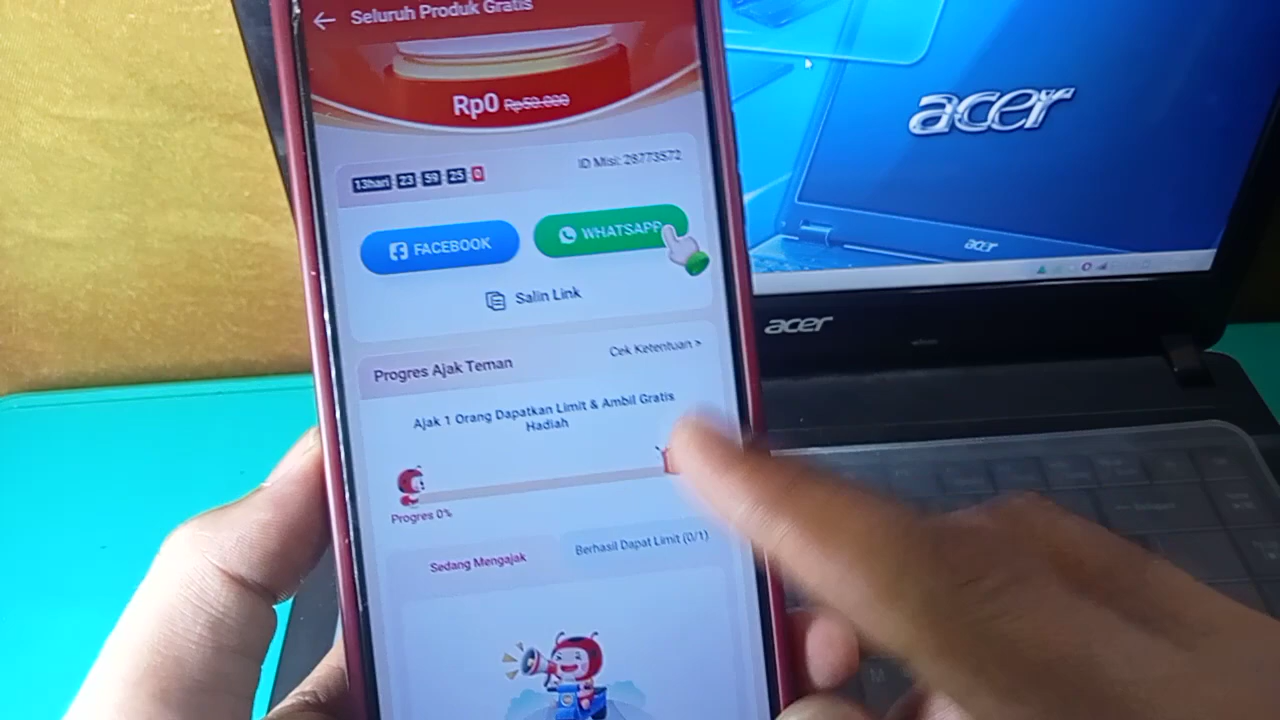 Seluruh Produk Gratis
Rp0 Rp50.000
13hari 23 59 25 0
ID Misi: 28773572
FACEBOOK
WHATSAPP
Salin Link
Progres Ajak Teman
Cek Ketentuan >
Ajak 1 Orang Dapatkan Limit & Ambil Gratis
Hadiah
Progres 0%
Sedang Mengajak
Berhasil Dapat Limit (0/1)
acer
acer
acer